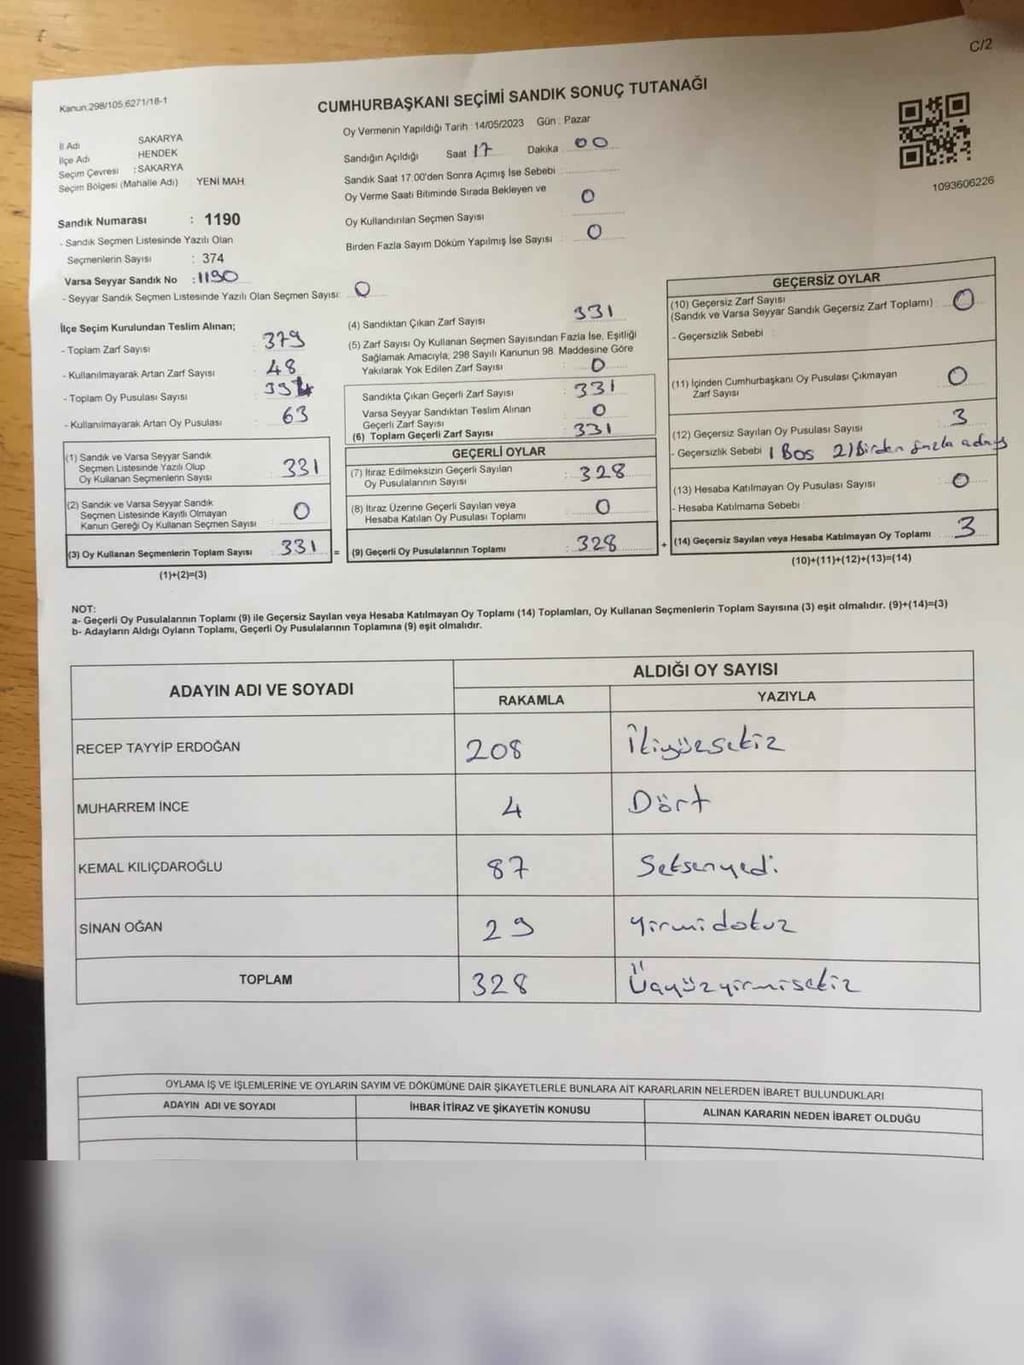 C/2
Kanun:298/105,6271/18-1
CUMHURBAŞKANI SEÇİMİ SANDIK SONUÇ TUTANAĞI
İl Adı SAKARYA
İlçe Adı HENDEK
Seçim Çevresi : SAKARYA
Seçim Bölgesi (Mahalle Adı) YENİ MAH
Sandık Numarası : 1190
- Sandık Seçmen Listesinde Yazılı Olan
Seçmenlerin Sayısı : 374
Varsa Seyyar Sandık No : 1190
- Seyyar Sandık Seçmen Listesinde Yazılı Olan Seçmen Sayısı: 0
Oy Vermenin Yapıldığı Tarih : 14/05/2023 Gün : Pazar
Sandığın Açıldığı Saat 17 Dakika 00
Sandık Saat 17.00'den Sonra Açımış İse Sebebi
Oy Verme Saati Bitiminde Sırada Bekleyen ve
Oy Kullandırılan Seçmen Sayısı 0
Birden Fazla Sayım Döküm Yapılmış İse Sayısı 0
1093606226
İlçe Seçim Kurulundan Teslim Alınan;
- Toplam Zarf Sayısı 379
- Kullanılmayarak Artan Zarf Sayısı 48
- Toplam Oy Pusulası Sayısı
- Kullanılmayarak Artan Oy Pusulası 63
(1) Sandık ve Varsa Seyyar Sandık
Seçmen Listesinde Yazılı Olup
Oy Kullanan Seçmenlerin Sayısı 331
(2) Sandık ve Varsa Seyyar Sandık
Seçmen Listesinde Kayıtlı Olmayan
Kanun Gereği Oy Kullanan Seçmen Sayısı 0
(3) Oy Kullanan Seçmenlerin Toplam Sayısı 331 =
(1)+(2)=(3)
(4) Sandıktan Çıkan Zarf Sayısı 331
(5) Zarf Sayısı Oy Kullanan Seçmen Sayısından Fazla İse, Eşitliği
Sağlamak Amacıyla, 298 Sayılı Kanunun 98. Maddesine Göre
Yakılarak Yok Edilen Zarf Sayısı 0
Sandıkta Çıkan Geçerli Zarf Sayısı : 331
Varsa Seyyar Sandıktan Teslim Alınan
Geçerli Zarf Sayısı 0
(6) Toplam Geçerli Zarf Sayısı 331
GEÇERLİ OYLAR
(7) İtiraz Edilmeksizin Geçerli Sayılan
Oy Pusulalarının Sayısı : 328
(8) İtiraz Üzerine Geçerli Sayılan veya
Hesaba Katılan Oy Pusulası Toplamı 0
(9) Geçerli Oy Pusulalarının Toplamı : 328 +
GEÇERSİZ OYLAR
(10) Geçersiz Zarf Sayısı
(Sandık ve Varsa Seyyar Sandık Geçersiz Zarf Toplamı) 0
- Geçersizlik Sebebi :
(11) İçinden Cumhurbaşkanı Oy Pusulası Çıkmayan
Zarf Sayısı 0
(12) Geçersiz Sayılan Oy Pusulası Sayısı 3
- Geçersizlik Sebebi 1 Boş 2) Birden fazla aday
(13) Hesaba Katılmayan Oy Pusulası Sayısı 0
- Hesaba Katılmama Sebebi
(14) Geçersiz Sayılan veya Hesaba Katılmayan Oy Toplamı 3
(10)+(11)+(12)+(13)=(14)
NOT:
a- Geçerli Oy Pusulalarının Toplamı (9) ile Geçersiz Sayılan veya Hesaba Katılmayan Oy Toplamı (14) Toplamları, Oy Kullanan Seçmenlerin Toplam Sayısına (3) eşit olmalıdır. (9)+(14)=(3)
b- Adayların Aldığı Oyların Toplamı, Geçerli Oy Pusulalarının Toplamına (9) eşit olmalıdır.
ADAYIN ADI VE SOYADI ALDIĞI OY SAYISI
RAKAMLA YAZIYLA
RECEP TAYYİP ERDOĞAN 208 İkiyüzsekiz
MUHARREM İNCE 4 Dört
KEMAL KILIÇDAROĞLU 87 Seksenyedi
SİNAN OĞAN 29 yirmidokuz
TOPLAM 328 Üçyüzyirmisekiz
OYLAMA İŞ VE İŞLEMLERİNE VE OYLARIN SAYIM VE DÖKÜMÜNE DAİR ŞİKAYETLERLE BUNLARA AİT KARARLARIN NELERDEN İBARET BULUNDUKLARI
ADAYIN ADI VE SOYADI İHBAR İTİRAZ VE ŞİKAYETİN KONUSU ALINAN KARARIN NEDEN İBARET OLDUĞU